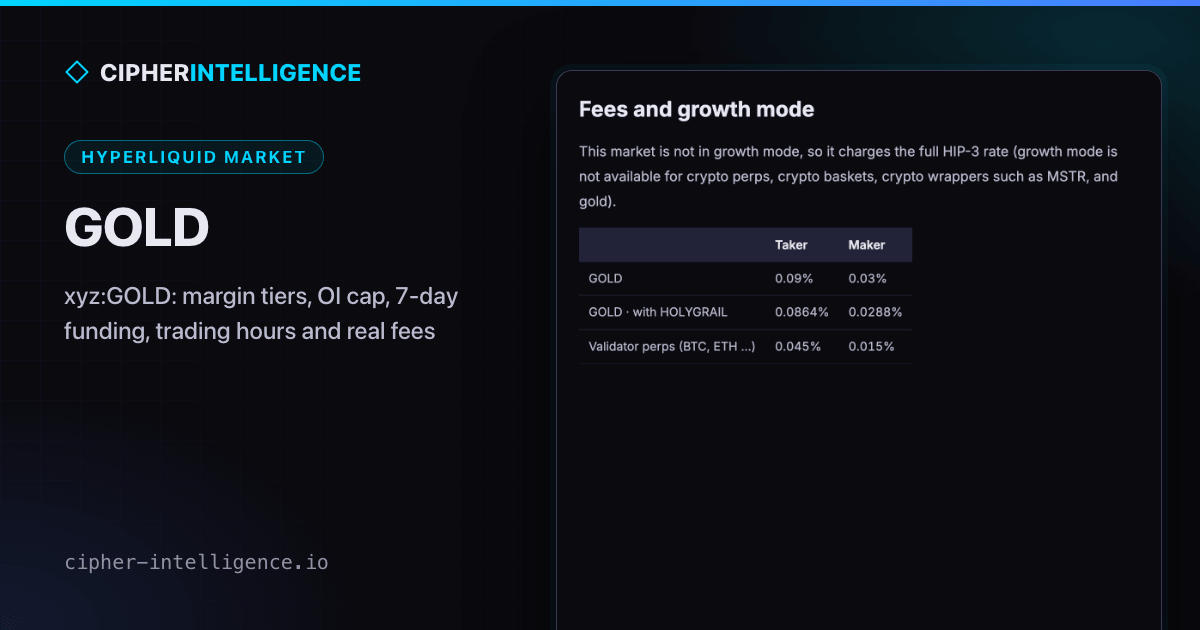 CIPHERINTELLIGENCE
HYPERLIQUID MARKET
GOLD
xyz:GOLD: margin tiers, OI cap, 7-day
funding, trading hours and real fees
cipher-intelligence.io
Fees and growth mode
This market is not in growth mode, so it charges the full HIP-3 rate (growth mode is
not available for crypto perps, crypto baskets, crypto wrappers such as MSTR, and
gold).
Taker Maker
GOLD 0.09% 0.03%
GOLD · with HOLYGRAIL 0.0864% 0.0288%
Validator perps (BTC, ETH ...) 0.045% 0.015%